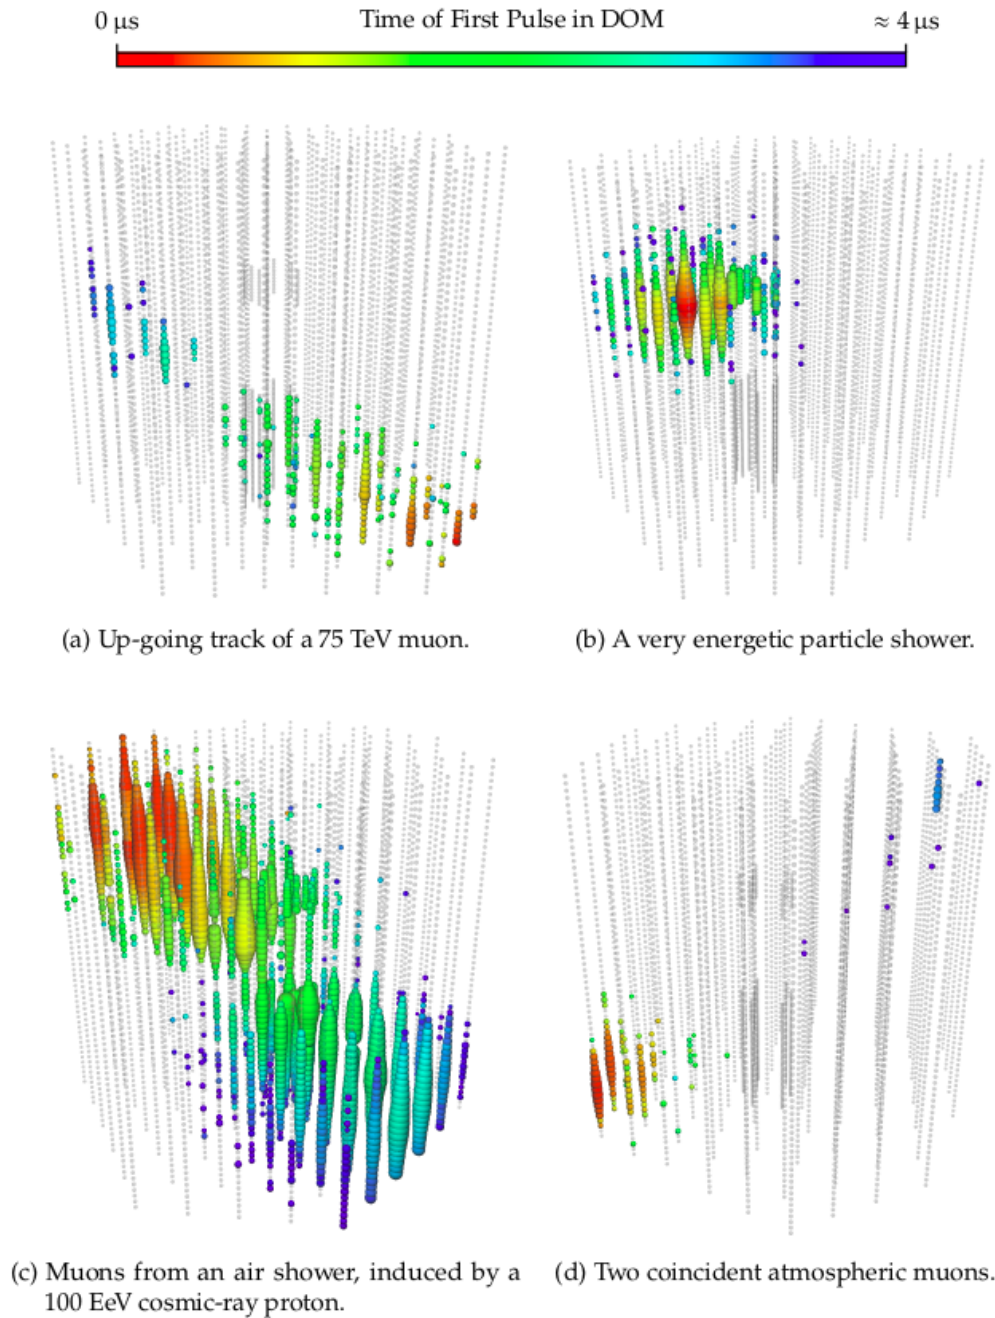 0 μs Time of First Pulse in DOM ≈ 4 μs
(a) Up-going track of a 75 TeV muon.
(b) A very energetic particle shower.
(c) Muons from an air shower, induced by a
100 EeV cosmic-ray proton.
(d) Two coincident atmospheric muons.